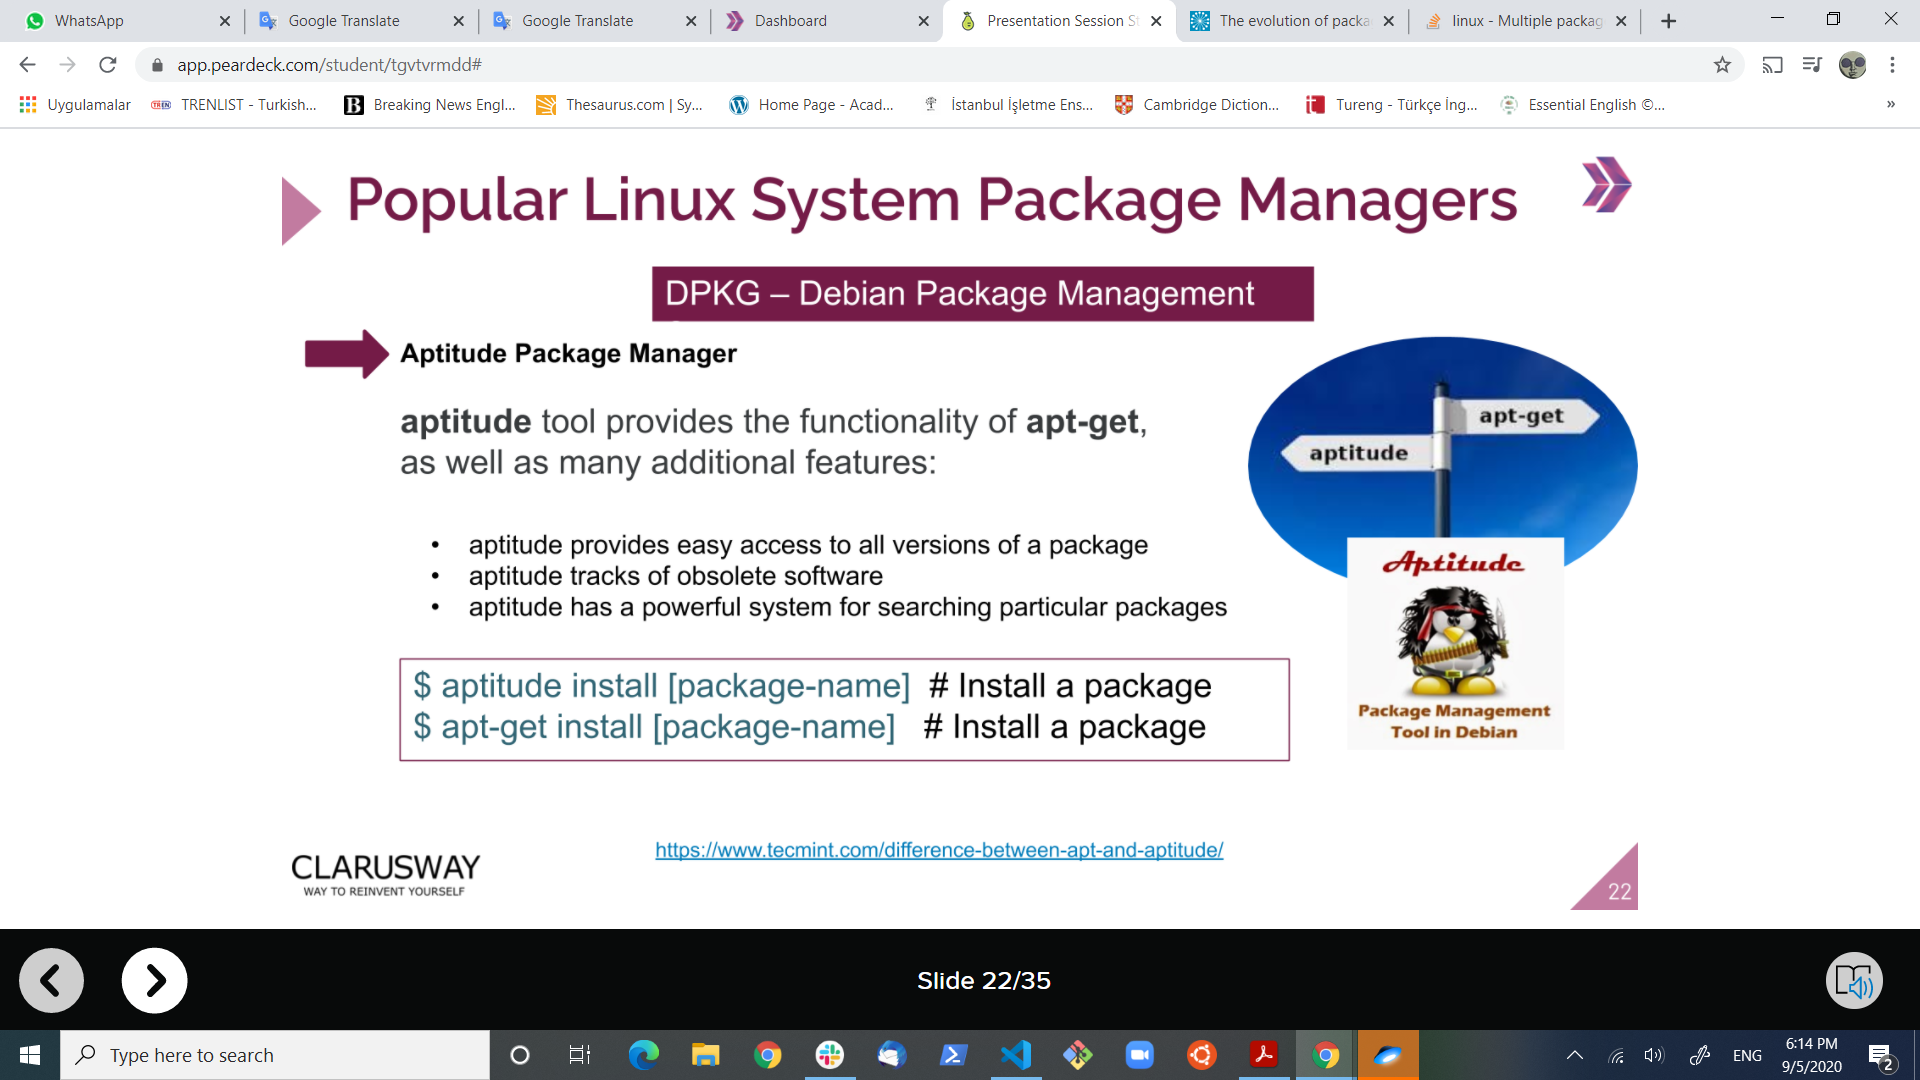 WhatsApp
Google Translate
Google Translate
Dashboard
Presentation Session
The evolution of packa
linux - Multiple packag
app.peardeck.com/student/tgvtvrmdd#
Uygulamalar
TREN
TRENLIST - Turkish...
B
Breaking News Engl...
Thesaurus.com | Sy...
Home Page - Acad...
İstanbul İşletme Ens...
Cambridge Diction...
Tureng - Türkçe İng...
Essential English ©...
»
Popular Linux System Package Managers
DPKG – Debian Package Management
Aptitude Package Manager
aptitude tool provides the functionality of apt-get,
as well as many additional features:
• aptitude provides easy access to all versions of a package
• aptitude tracks of obsolete software
• aptitude has a powerful system for searching particular packages
$ aptitude install [package-name] # Install a package
$ apt-get install [package-name] # Install a package
apt-get
aptitude
Aptitude
Package Management
Tool in Debian
https://www.tecmint.com/difference-between-apt-and-aptitude/
CLARUSWAY
WAY TO REINVENT YOURSELF
22
Slide 22/35
Type here to search
ENG
6:14 PM
9/5/2020
2